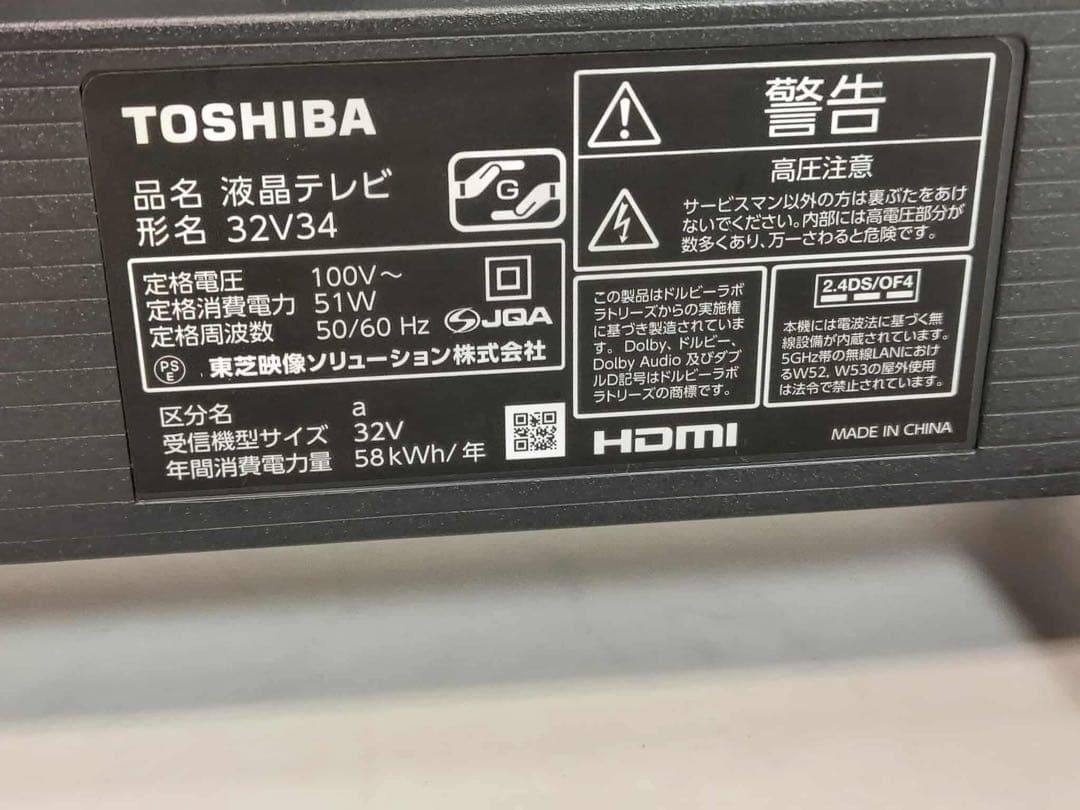 TOSHIBA
品名 液晶テレビ
形名 32V34
G
定格電圧 100V～
定格消費電力 51W
定格周波数 50/60 Hz
JQA
PS
E
東芝映像ソリューション株式会社
区分名 a
受信機型サイズ 32V
年間消費電力量 58kWh/年
警告
高圧注意
サービスマン以外の方は裏ぶたをあけ
ないでください。内部には高電圧部分が
数多くあり、万一さわると危険です。
この製品はドルビーラボ
ラトリーズからの実施権
に基づき製造されていま
す。Dolby、ドルビー、
Dolby Audio 及びダブ
ルD記号はドルビーラボ
ラトリーズの商標です。
2.4DS/OF4
本機には電波法に基づく無
線設備が内蔵されています。
5GHz帯の無線LANにおけ
るW52, W53の屋外使用
は法令で禁止されています。
HDMI
MADE IN CHINA